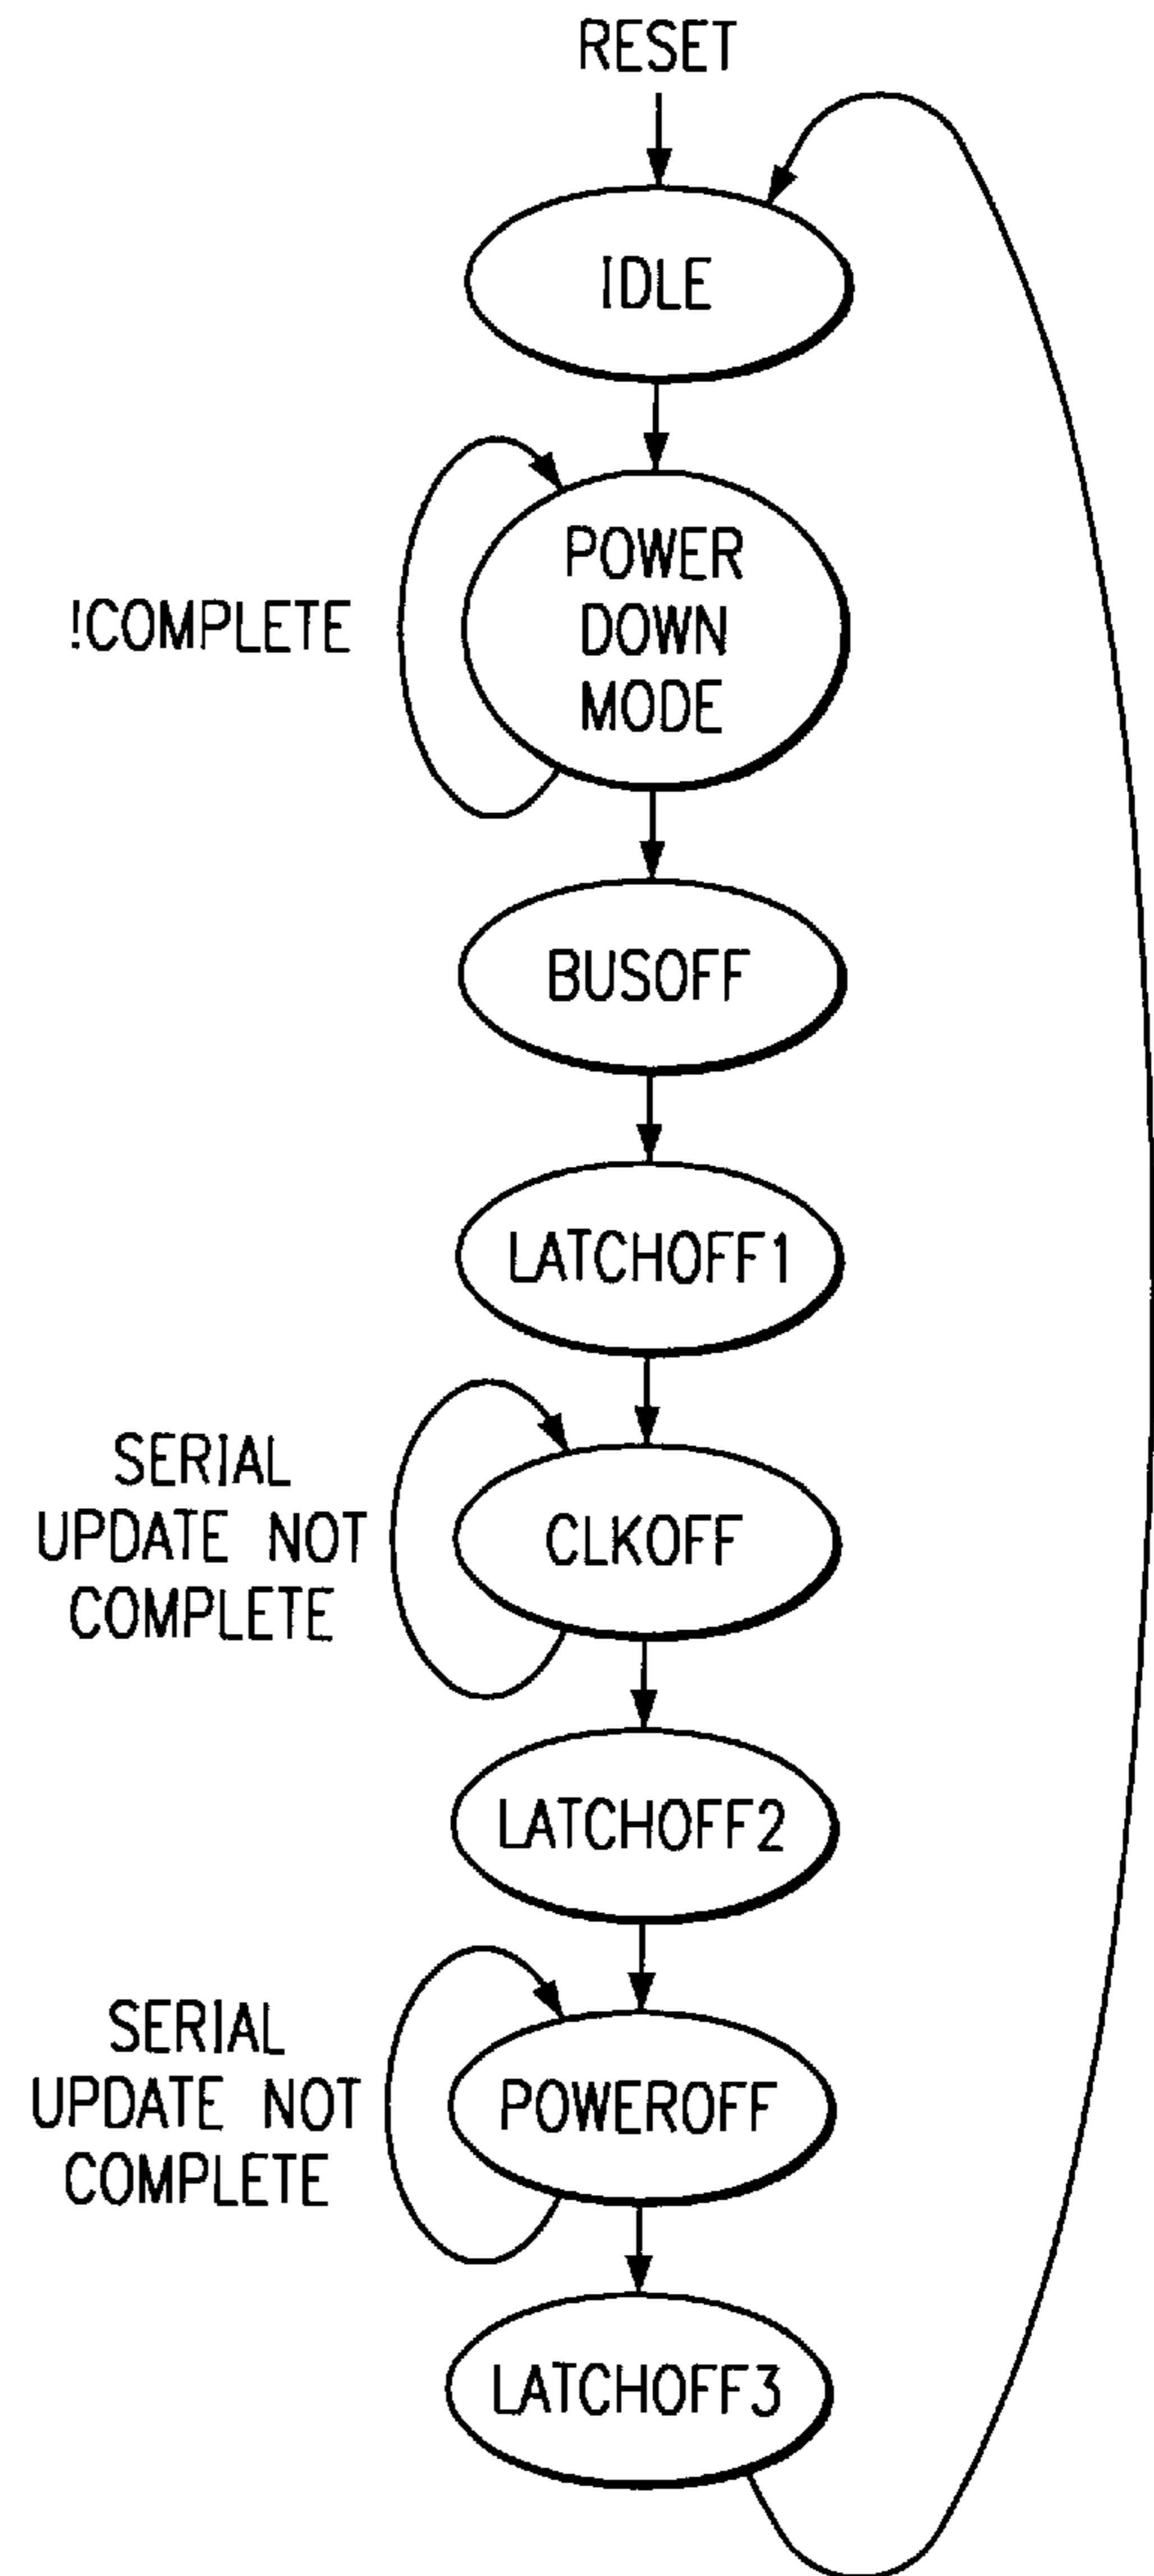 RESET
IDLE
POWER
DOWN
MODE
!COMPLETE
BUSOFF
LATCHOFF1
SERIAL
UPDATE NOT
COMPLETE
CLKOFF
LATCHOFF2
SERIAL
UPDATE NOT
COMPLETE
POWEROFF
LATCHOFF3